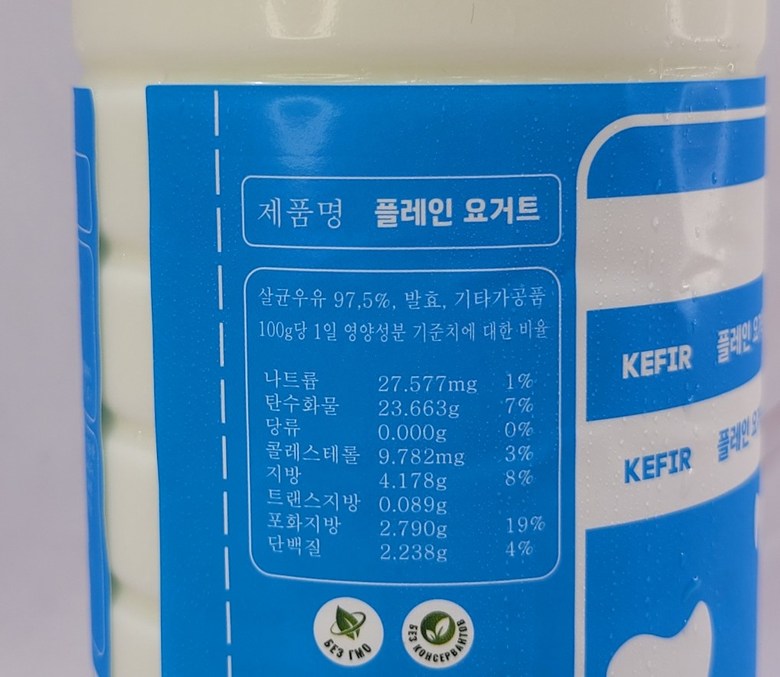 제품명 플레인 요거트
살균우유 97,5%, 발효, 기타가공품
100g당 1일 영양성분 기준치에 대한 비율
나트륨 27.577mg 1%
탄수화물 23.663g 7%
당류 0.000g 0%
콜레스테롤 9.782mg 3%
지방 4.178g 8%
트랜스지방 0.089g
포화지방 2.790g 19%
단백질 2.238g 4%
БЕЗ ГМО
БЕЗ КОНСЕРВАНТОВ
KEFIR 플레인
KEFIR 플레인